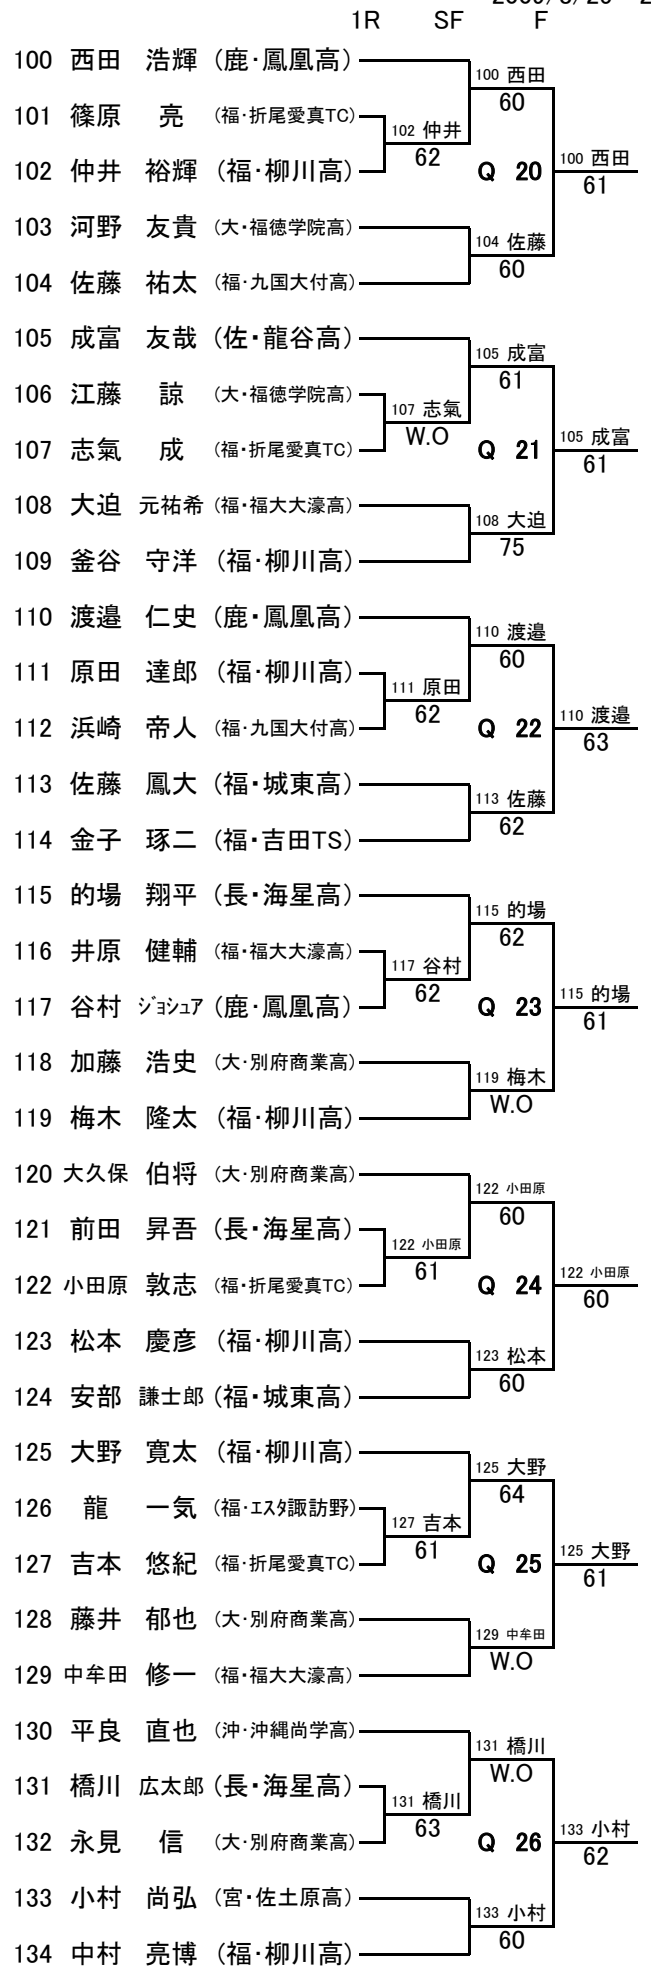 1R SF F
100 西田 浩輝 (鹿・鳳凰高)
100 西田
101 篠原 亮 (福・折尾愛真TC)
60
102 仲井
102 仲井 裕輝 (福・柳川高)
62
Q 20
100 西田
61
103 河野 友貴 (大・福徳学院高)
104 佐藤
104 佐藤 祐太 (福・九国大付高)
60
105 成富 友哉 (佐・龍谷高)
105 成富
61
106 江藤 諒 (大・福徳学院高)
107 志氣
W.O
107 志氣 成 (福・折尾愛真TC)
Q 21
105 成富
61
108 大迫 元祐希 (福・福大大濠高)
108 大迫
75
109 釜谷 守洋 (福・柳川高)
110 渡邉 仁史 (鹿・鳳凰高)
110 渡邉
60
111 原田 達郎 (福・柳川高)
111 原田
62
112 浜崎 帝人 (福・九国大付高)
Q 22
110 渡邉
63
113 佐藤 鳳大 (福・城東高)
113 佐藤
62
114 金子 琢二 (福・吉田TS)
115 的場 翔平 (長・海星高)
115 的場
62
116 井原 健輔 (福・福大大濠高)
117 谷村
62
117 谷村 ジョシュア (鹿・鳳凰高)
Q 23
115 的場
61
118 加藤 浩史 (大・別府商業高)
119 梅木
W.O
119 梅木 隆太 (福・柳川高)
120 大久保 伯将 (大・別府商業高)
122 小田原
60
121 前田 昇吾 (長・海星高)
122 小田原
61
122 小田原 敦志 (福・折尾愛真TC)
Q 24
122 小田原
60
123 松本 慶彦 (福・柳川高)
123 松本
60
124 安部 謙士郎 (福・城東高)
125 大野 寛太 (福・柳川高)
125 大野
64
126 龍 一気 (福・エスタ諏訪野)
127 吉本
61
127 吉本 悠紀 (福・折尾愛真TC)
Q 25
125 大野
61
128 藤井 郁也 (大・別府商業高)
129 中牟田
W.O
129 中牟田 修一 (福・福大大濠高)
130 平良 直也 (沖・沖縄尚学高)
131 橋川
W.O
131 橋川 広太郎 (長・海星高)
131 橋川
63
132 永見 信 (大・別府商業高)
Q 26
133 小村
62
133 小村 尚弘 (宮・佐土原高)
133 小村
60
134 中村 亮博 (福・柳川高)